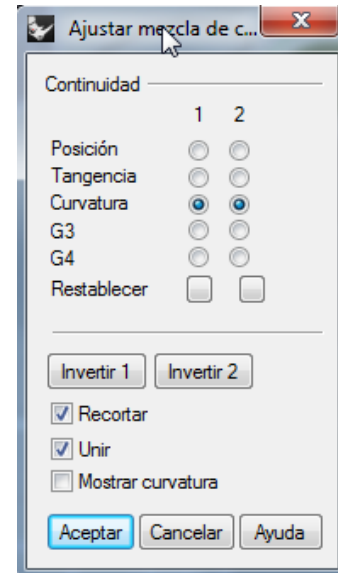 Ajustar mezcla de c...
Continuidad
1 2
Posición
Tangencia
Curvatura
G3
G4
Restablecer
Invertir 1 Invertir 2
Recortar
Unir
Mostrar curvatura
Aceptar Cancelar Ayuda